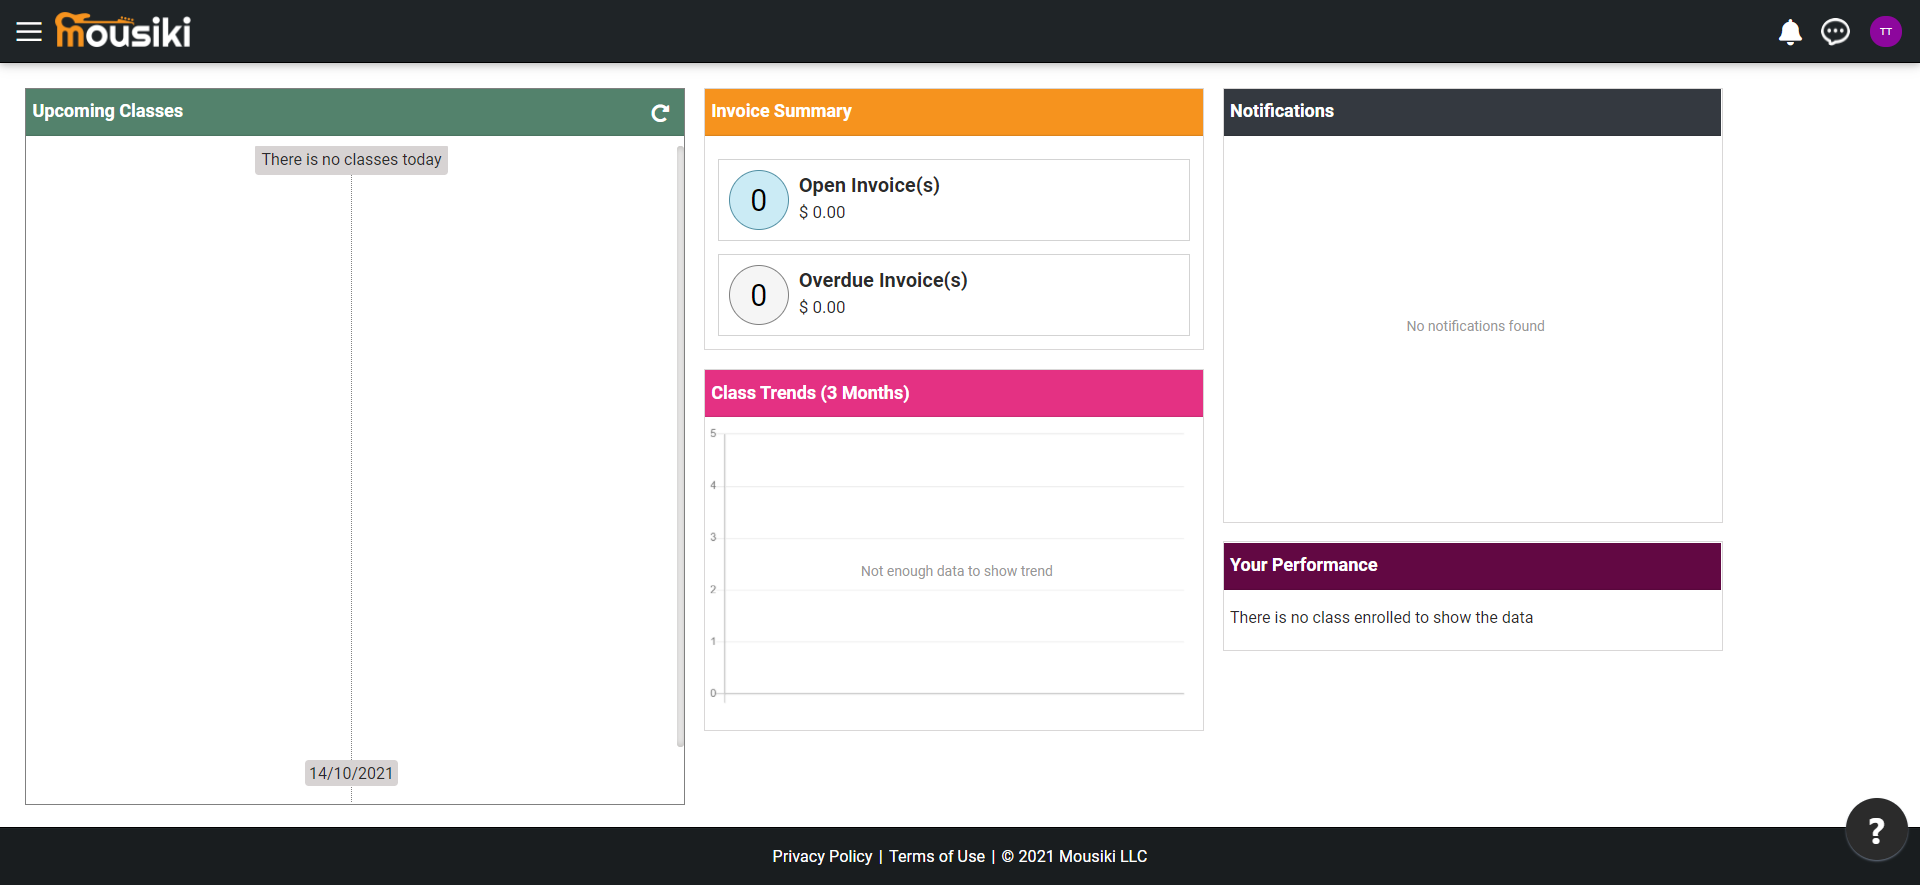 mousiki
TT
Upcoming Classes
There is no classes today
14/10/2021
Invoice Summary
0
Open Invoice(s)
$ 0.00
0
Overdue Invoice(s)
$ 0.00
Class Trends (3 Months)
5
4
3
Not enough data to show trend
2
1
0
Notifications
No notifications found
Your Performance
There is no class enrolled to show the data
?
Privacy Policy | Terms of Use | © 2021 Mousiki LLC